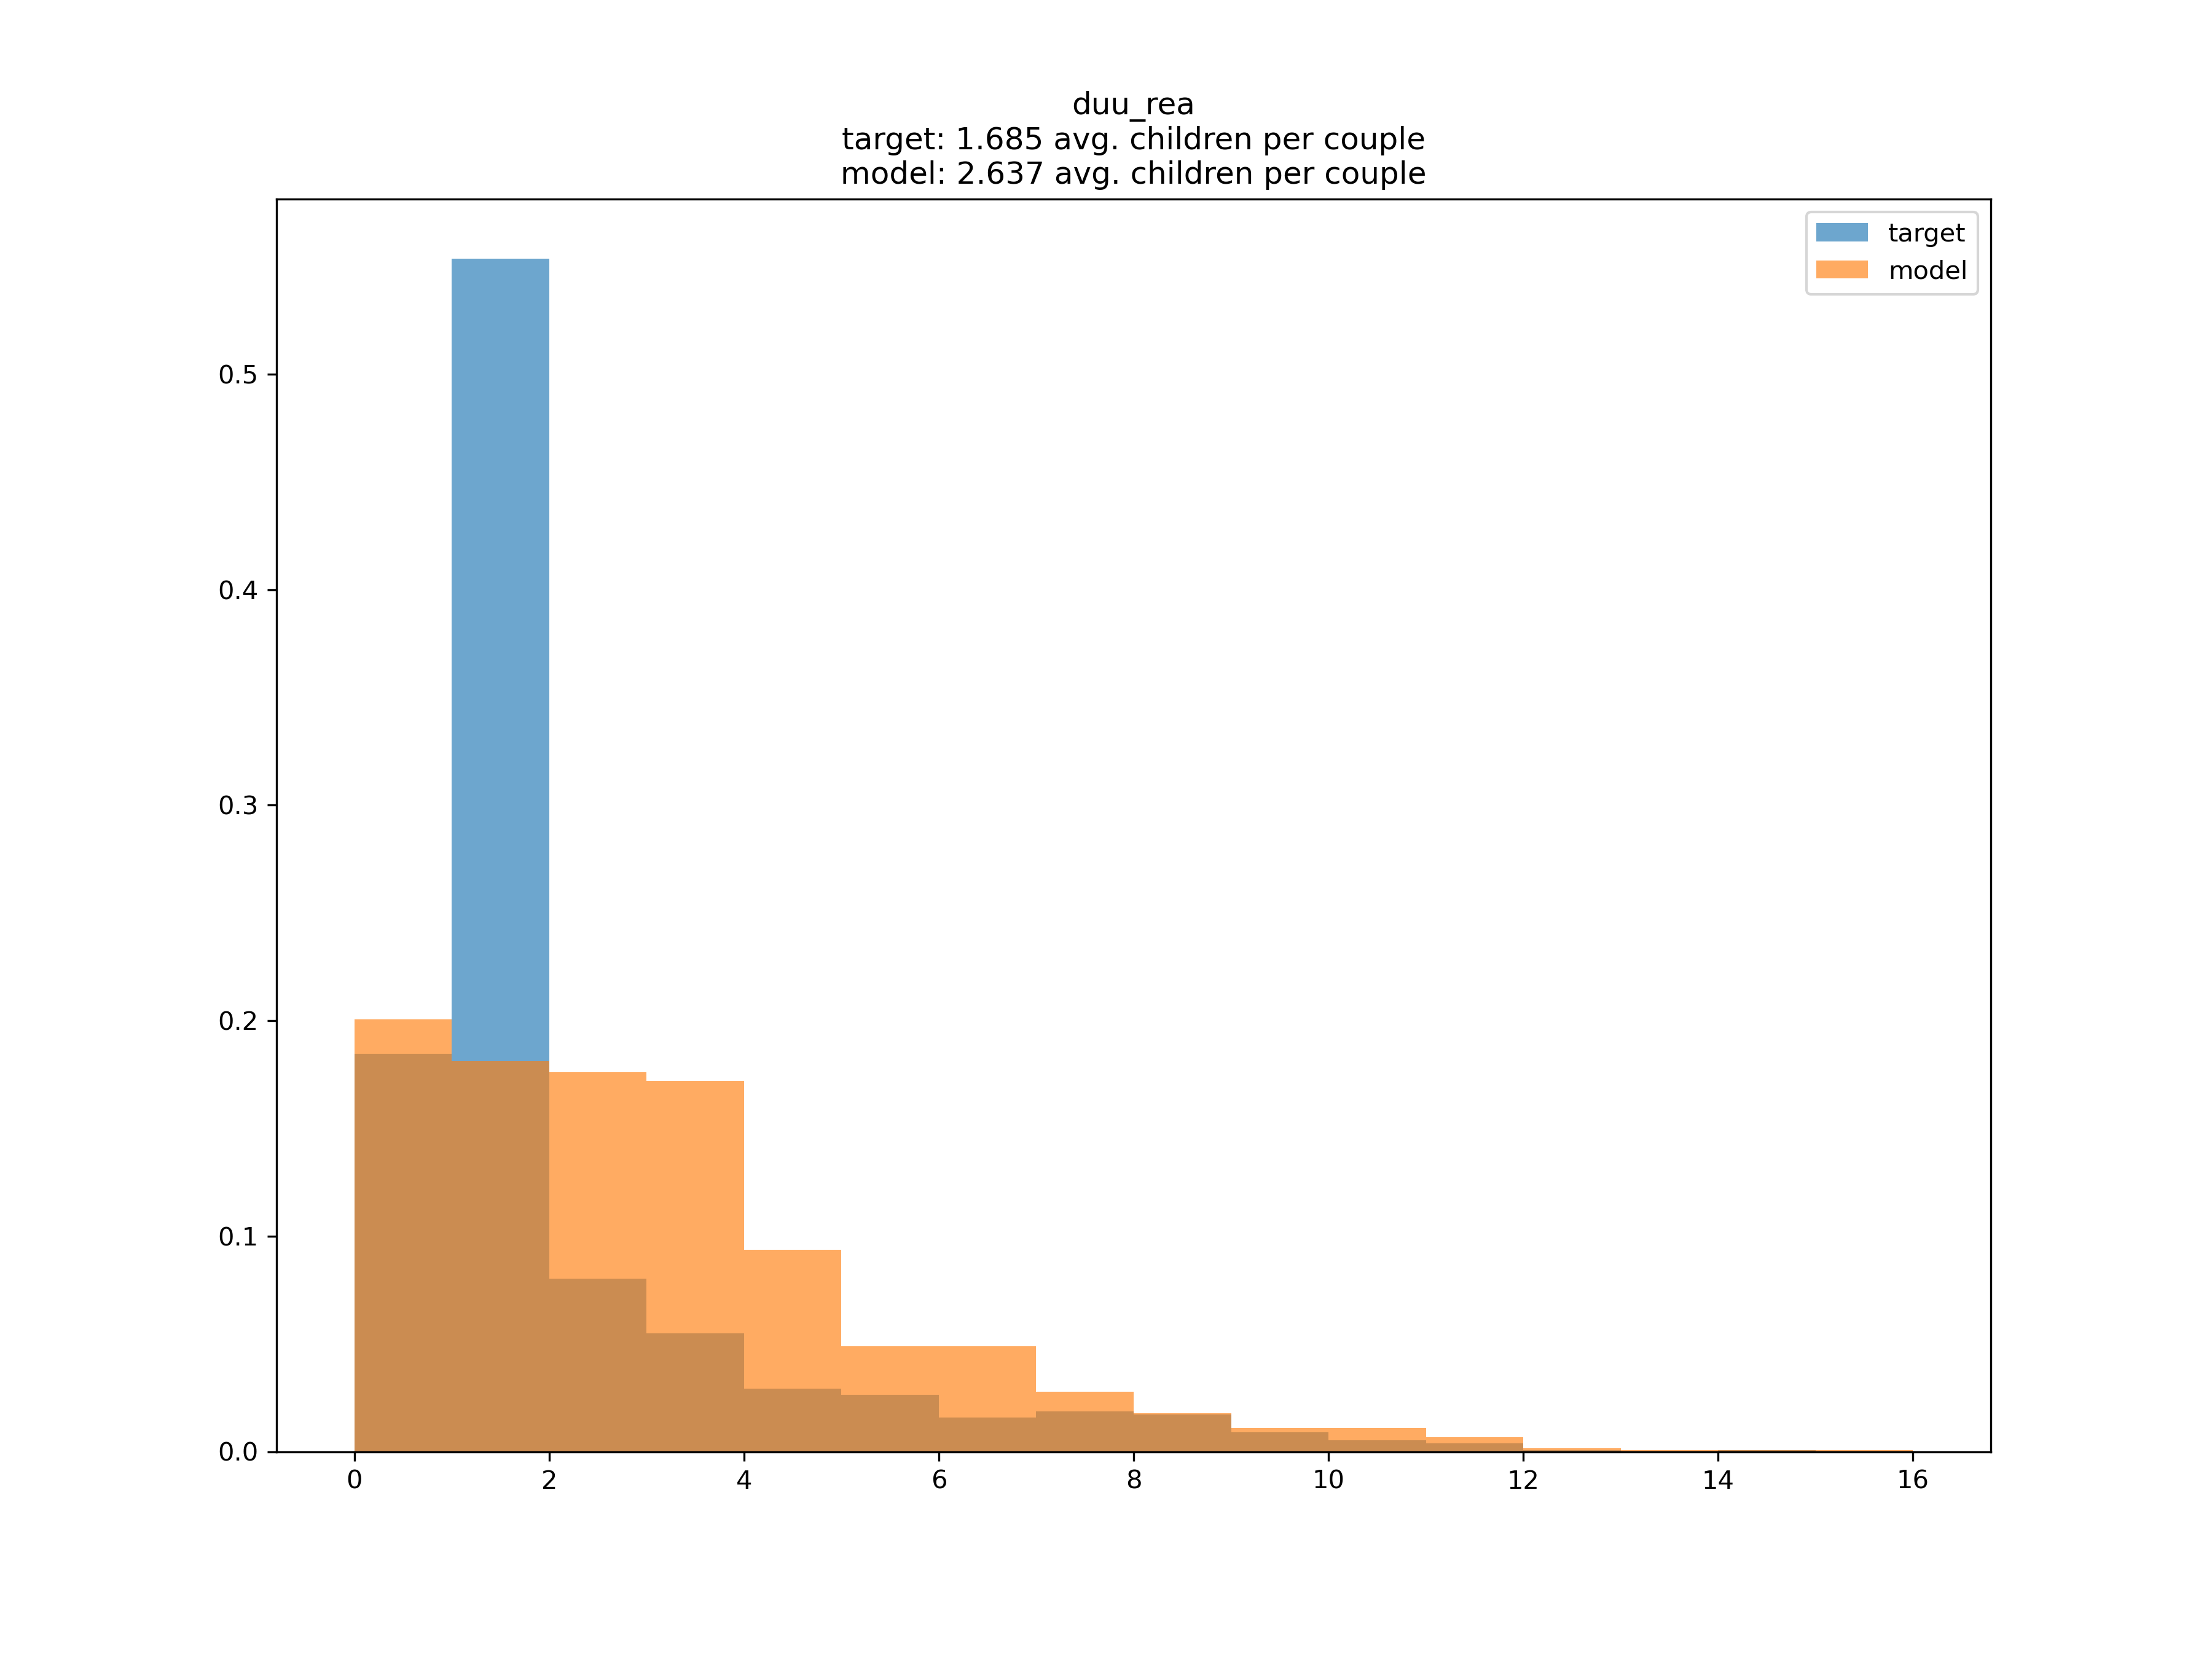 duu_rea
target: 1.685 avg. children per couple
model: 2.637 avg. children per couple
target
model
0.5
0.4
0.3
0.2
0.1
0.0
0 2 4 6 8 10 12 14 16